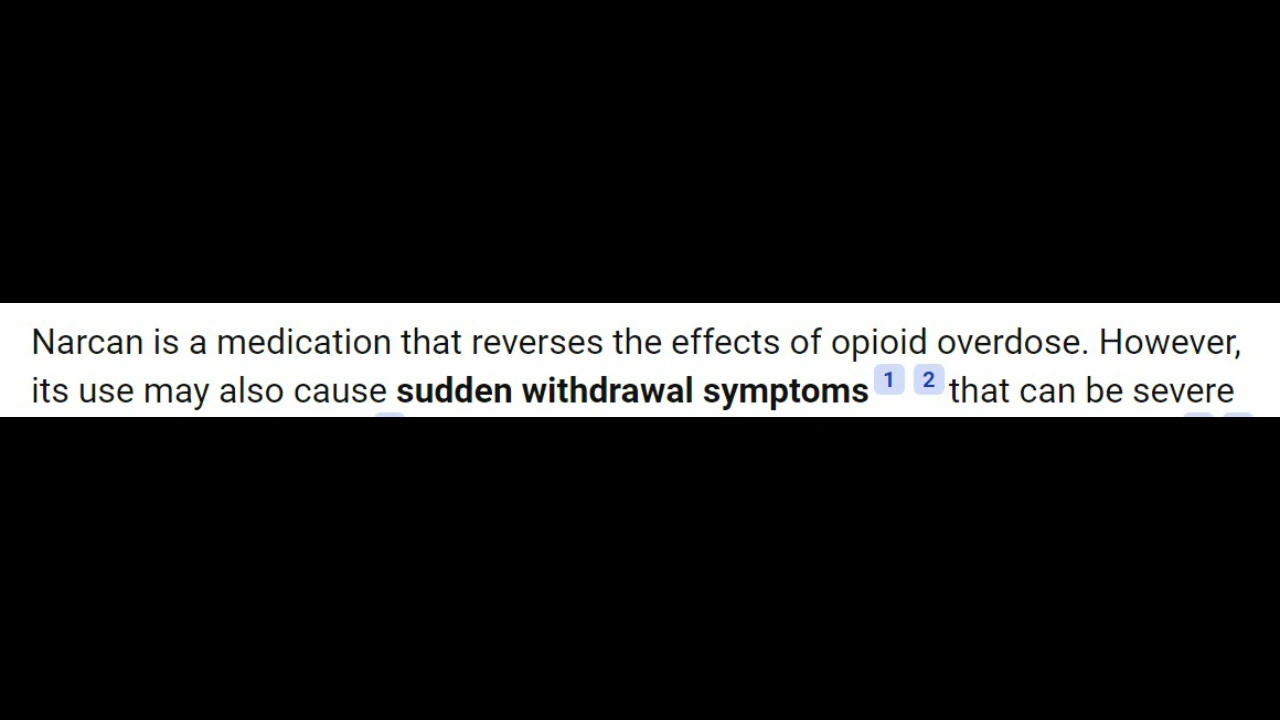 Narcan is a medication that reverses the effects of opioid overdose. However,
its use may also cause sudden withdrawal symptoms 1 2 that can be severe